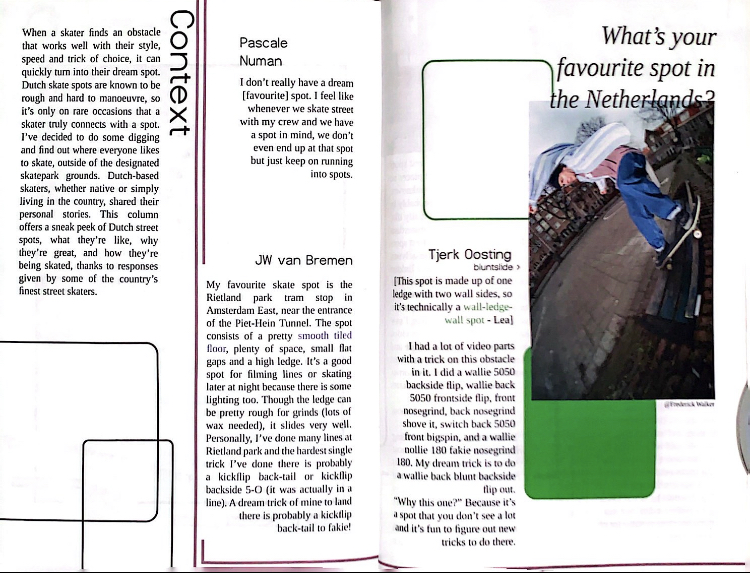 When a skater finds an obstacle
that works well with their style,
speed and trick of choice, it can
quickly turn into their dream spot.
Dutch skate spots are known to be
rough and hard to manoeuvre, so
it's only on rare occasions that a
skater truly connects with a spot.
I've decided to do some digging
and find out where everyone likes
to skate, outside of the designated
skatepark grounds. Dutch-based
skaters, whether native or simply
living in the country, shared their
personal stories. This column
offers a sneak peek of Dutch street
spots, what they're like, why
they're great, and how they're
being skated, thanks to responses
given by some of the country's
finest street skaters.
Context
Pascale
Numan
I don't really have a dream
[favourite] spot. I feel like
whenever we skate street
with my crew and we have
a spot in mind, we don't
even end up at that spot
but just keep on running
into spots.
JW van Bremen
My favourite skate spot is the
Rietland park tram stop in
Amsterdam East, near the entrance
of the Piet-Hein Tunnel. The spot
consists of a pretty smooth tiled
floor, plenty of space, small flat
gaps and a high ledge. It's a good
spot for filming lines or skating
later at night because there is some
lighting too. Though the ledge can
be pretty rough for grinds (lots of
wax needed), it slides very well.
Personally, I've done many lines at
Rietland park and the hardest single
trick I've done there is probably
a kickflip back-tail or kickflip
backside 5-O (it was actually in a
line). A dream trick of mine to land
there is probably a kickflip
back-tail to fakie!
What's your
favourite spot in
the Netherlands?
Tjerk Oosting
bluntslide >
[This spot is made up of one
ledge with two wall sides, so
it's technically a wall-ledge-
wall spot - Lea]
I had a lot of video parts
with a trick on this obstacle
in it. I did a wallie 5050
backside flip, wallie back
5050 frontside flip, front
nosegrind, back nosegrind
shove it, switch back 5050
front bigspin, and a wallie
nollie 180 fakie nosegrind
180. My dream trick is to do
a wallie back blunt backside
flip out.
"Why this one?" Because it's
a spot that you don't see a lot
and it's fun to figure out new
tricks to do there.
@Frederick Walker